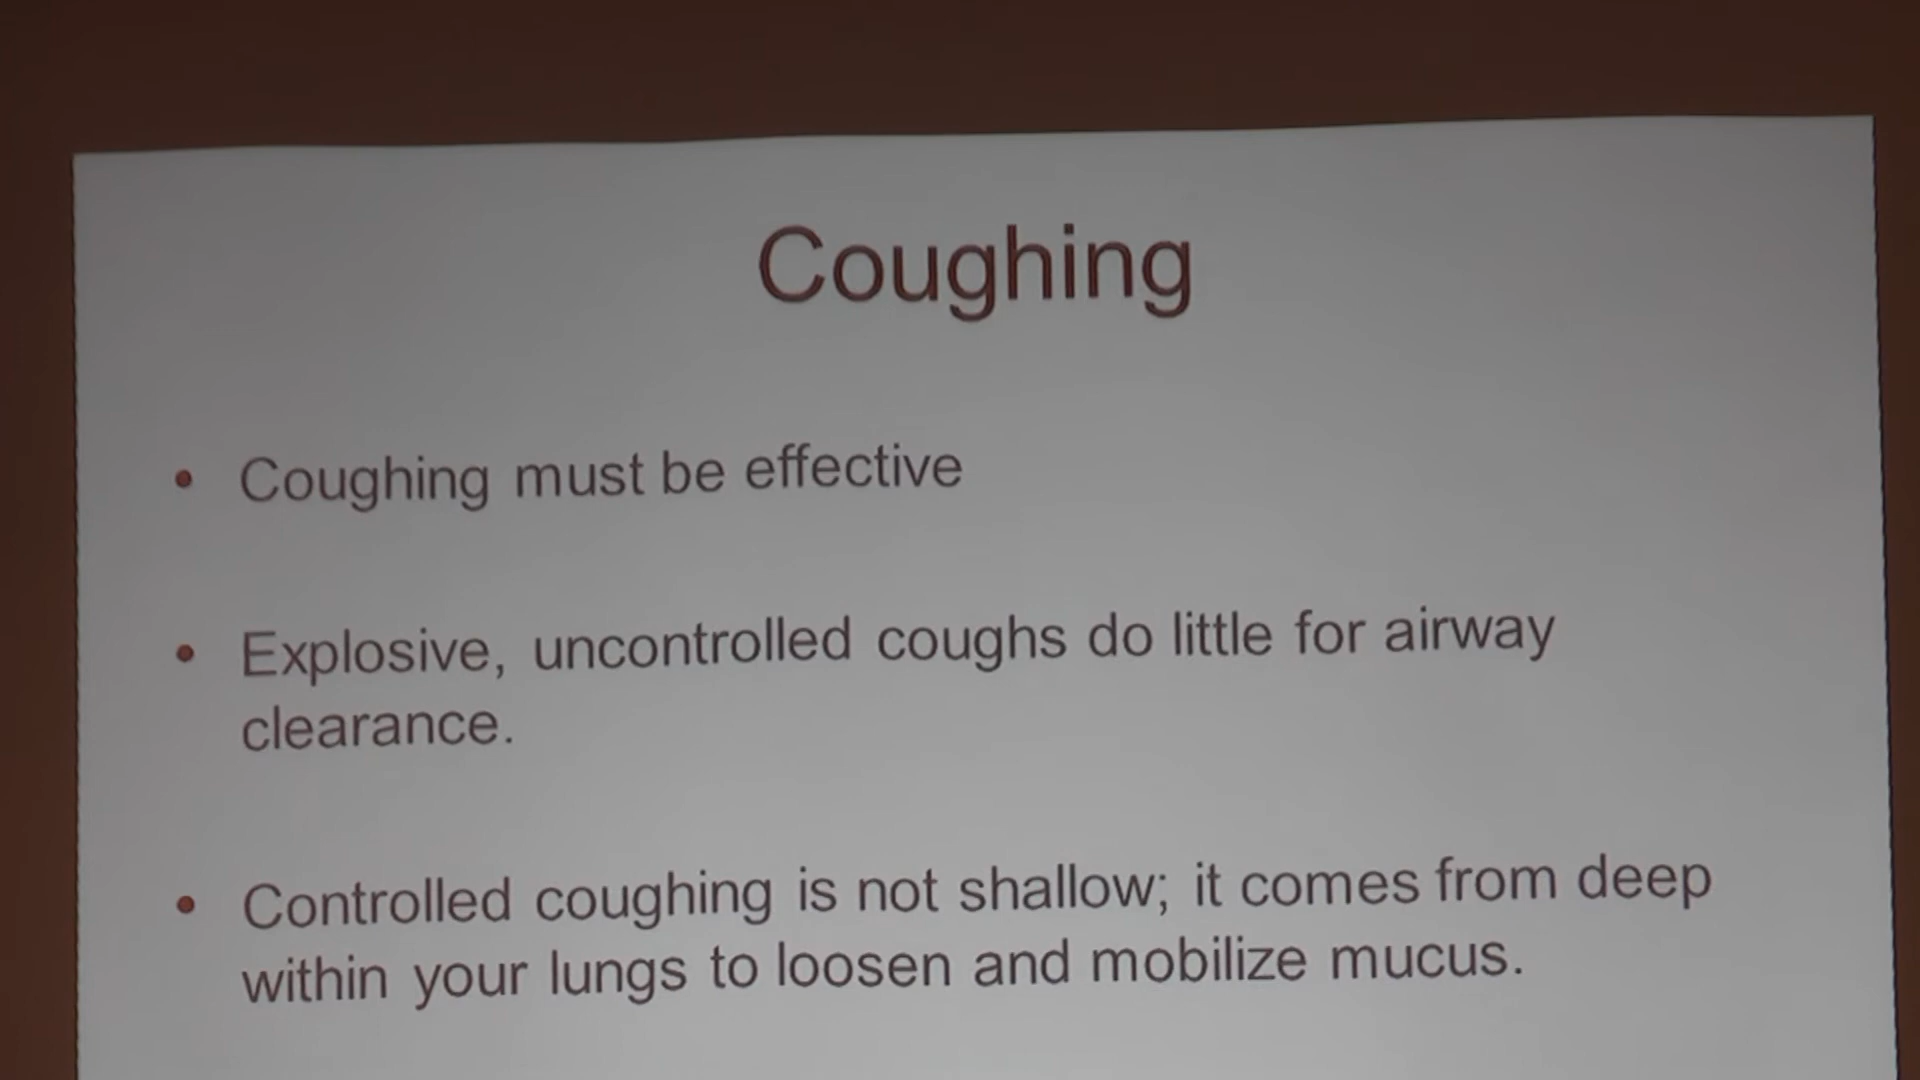 Coughing
• Coughing must be effective
• Explosive, uncontrolled coughs do little for airway
clearance.
• Controlled coughing is not shallow; it comes from deep
within your lungs to loosen and mobilize mucus.